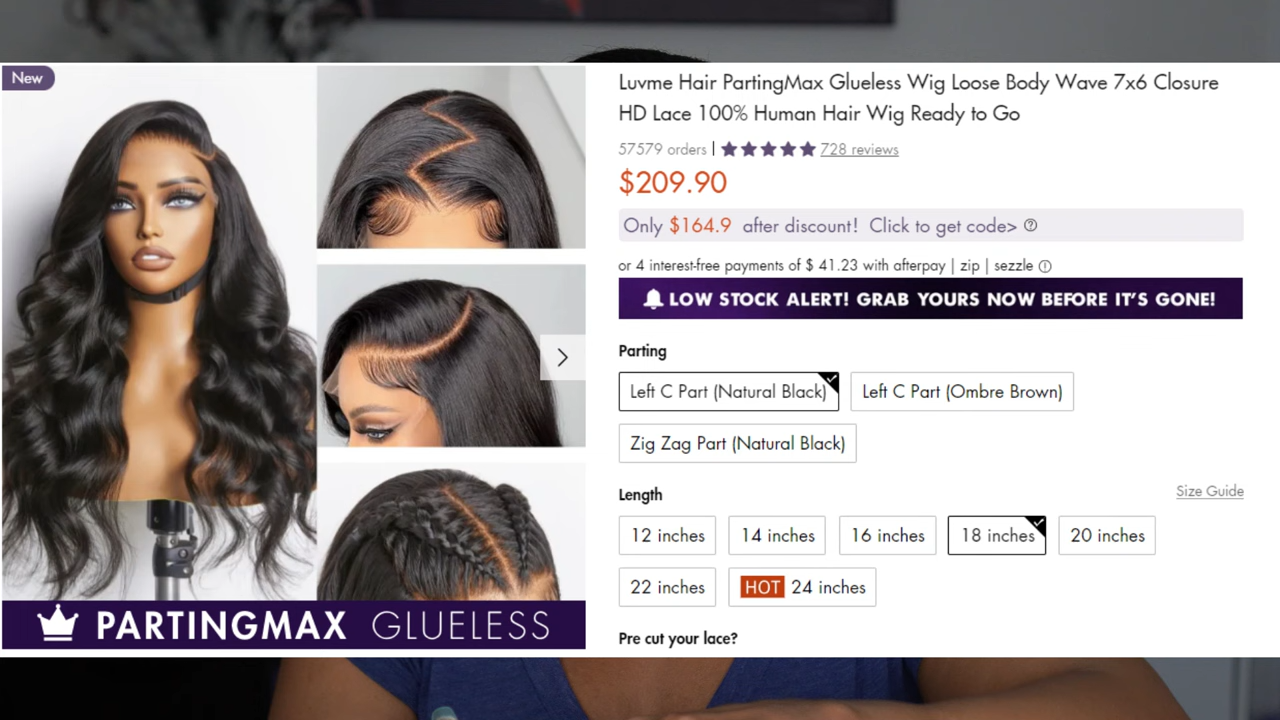 New
Luvme Hair PartingMax Glueless Wig Loose Body Wave 7x6 Closure
HD Lace 100% Human Hair Wig Ready to Go
57579 orders | 728 reviews
$209.90
Only $164.9 after discount! Click to get code>
or 4 interest-free payments of $ 41.23 with afterpay | zip | sezzle
LOW STOCK ALERT! GRAB YOURS NOW BEFORE IT'S GONE!
Parting
Left C Part (Natural Black)
Left C Part (Ombre Brown)
Zig Zag Part (Natural Black)
Length
Size Guide
12 inches
14 inches
16 inches
18 inches
20 inches
22 inches
HOT 24 inches
Pre cut your lace?
PARTINGMAX GLUELESS